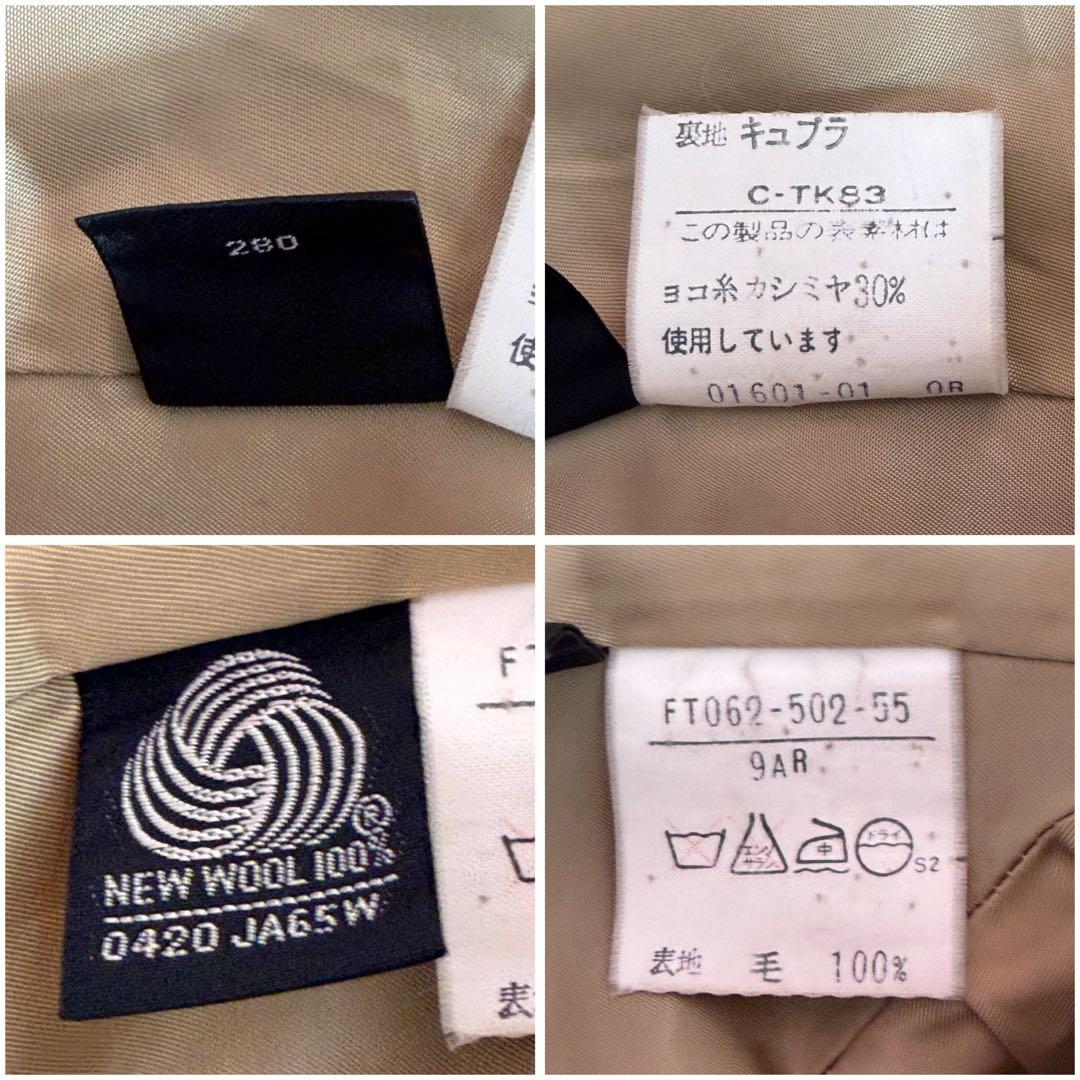 280
使
裏地 キュプラ
C-TK83
この製品の表素材は
ヨコ糸カシミヤ30%
使用しています
01601-01 OR
®
NEW WOOL 100%
0420 JA65W
FT
表
FT062-502-55
9AR
エンソ
サラシ
中
ドライ
S2
表地 毛 100%